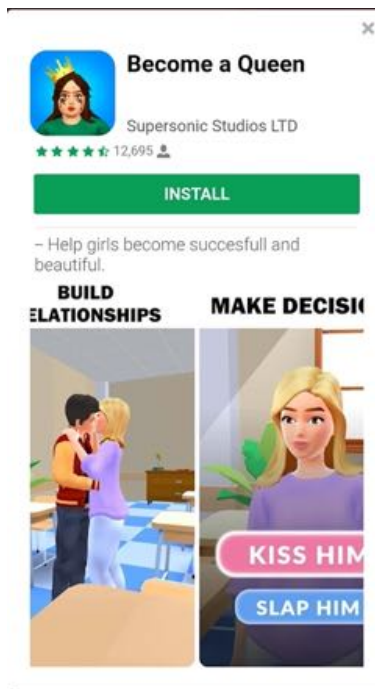 Become a Queen
Supersonic Studios LTD
12,695
INSTALL
– Help girls become succesfull and
beautiful.
BUILD
ELATIONSHIPS
MAKE DECISI
KISS HIM
SLAP HIM